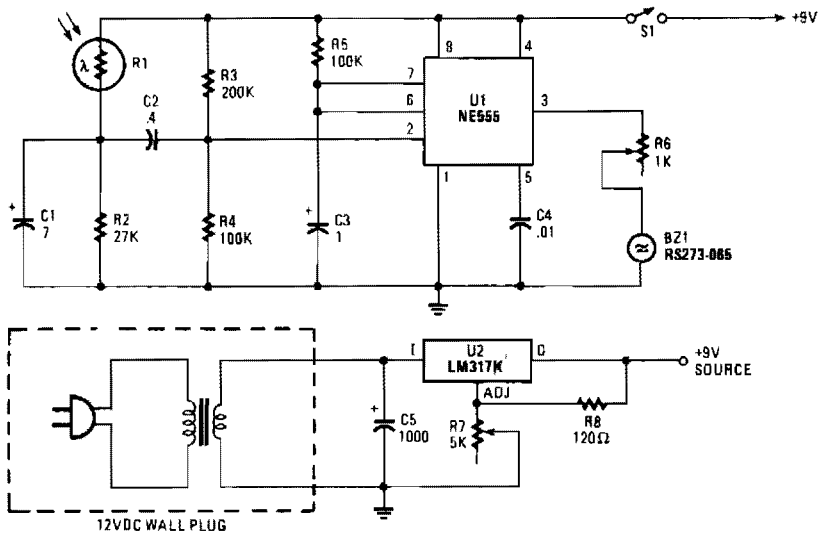 S1
+9V
λ
R1
C2
.4
R3
200K
R5
100K
8
4
7
6
2
U1
NE555
3
1
5
R6
1K
+
C1
7
R2
27K
R4
100K
+
C3
1
C4
.01
BZ1
RS273-065
I
U2
LM317K
O
ADJ
+9V
SOURCE
+
C5
1000
R7
5K
R8
120Ω
12VDC WALL PLUG